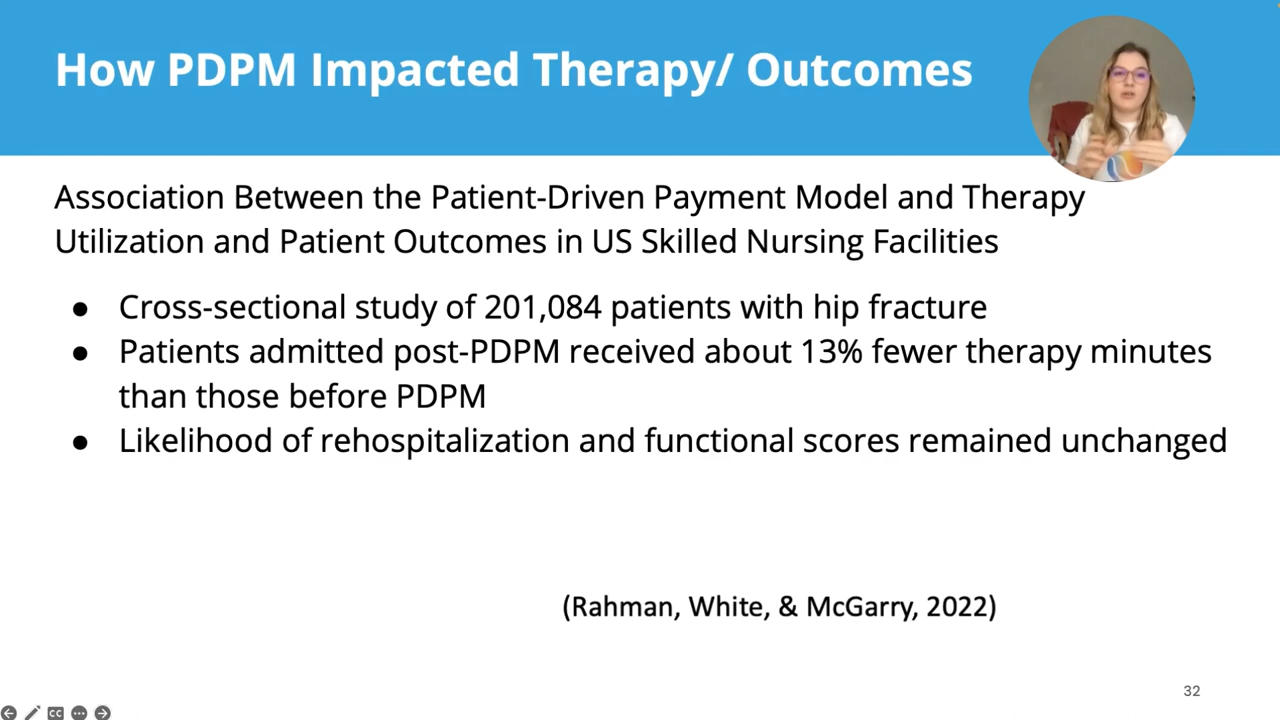 How PDPM Impacted Therapy/ Outcomes
Association Between the Patient-Driven Payment Model and Therapy
Utilization and Patient Outcomes in US Skilled Nursing Facilities
● Cross-sectional study of 201,084 patients with hip fracture
● Patients admitted post-PDPM received about 13% fewer therapy minutes
than those before PDPM
● Likelihood of rehospitalization and functional scores remained unchanged
(Rahman, White, & McGarry, 2022)
32
CC